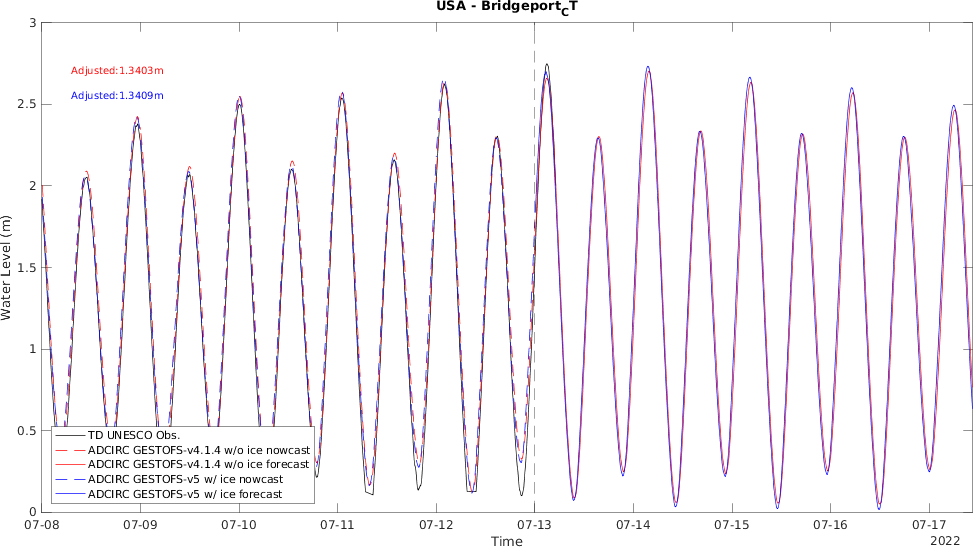 USA - Bridgeport_CT
Adjusted:1.3403m
Adjusted:1.3409m
3
2.5
2
1.5
1
0.5
0
Water Level (m)
TD UNESCO Obs.
ADCIRC GESTOFS-v4.1.4 w/o ice nowcast
ADCIRC GESTOFS-v4.1.4 w/o ice forecast
ADCIRC GESTOFS-v5 w/ ice nowcast
ADCIRC GESTOFS-v5 w/ ice forecast
07-08 07-09 07-10 07-11 07-12 07-13 07-14 07-15 07-16 07-17
Time
2022